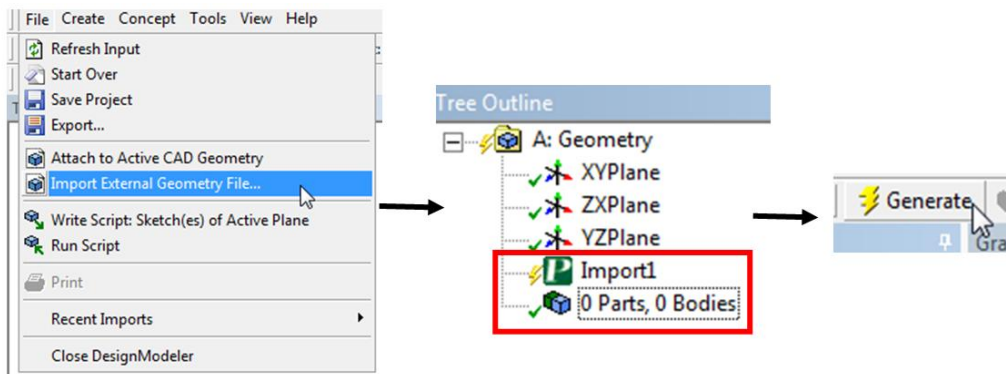 File Create Concept Tools View Help
Refresh Input
Start Over
Save Project
Export...
Attach to Active CAD Geometry
Import External Geometry File...
Write Script: Sketch(es) of Active Plane
Run Script
Print
Recent Imports
Close DesignModeler
Tree Outline
A: Geometry
XYPlane
ZXPlane
YZPlane
Import1
0 Parts, 0 Bodies
Generate
Gra